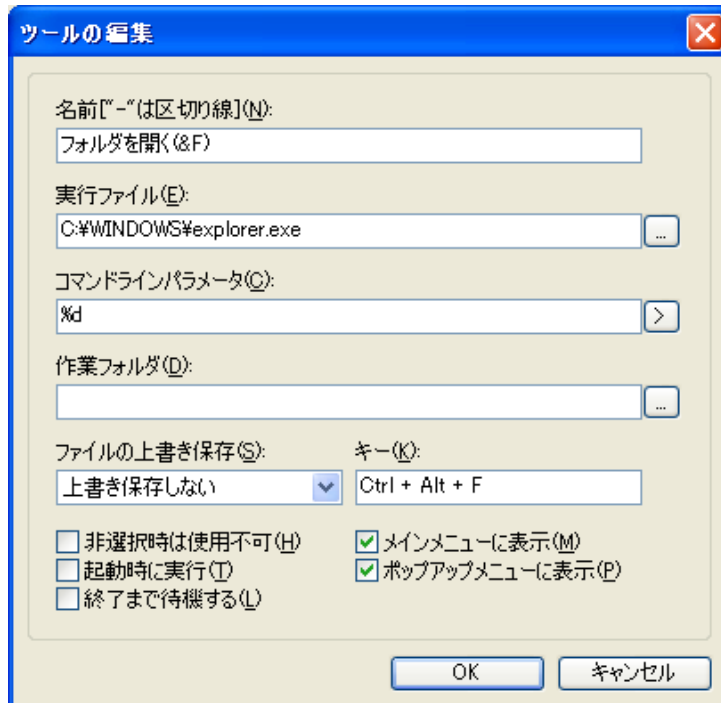 ツールの編集
名前["-"は区切り線](N):
フォルダを開く(&F)
実行ファイル(E):
C:¥WINDOWS¥explorer.exe
...
コマンドラインパラメータ(C):
%d
>
作業フォルダ(D):
...
ファイルの上書き保存(S):
キー(K):
上書き保存しない
Ctrl + Alt + F
非選択時は使用不可(H)
メインメニューに表示(M)
起動時に実行(T)
ポップアップメニューに表示(P)
終了まで待機する(L)
OK
キャンセル